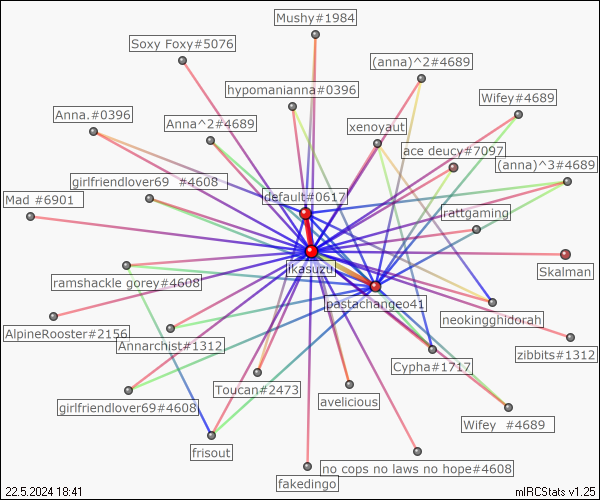 Mushy#1984
Soxy Foxy#5076
(anna)^2#4689
hypomanianna#0396
Wifey#4689
Anna.#0396
Anna^2#4689
xenoyaut
ace deucy#7097
(anna)^3#4689
girlfriendlover69  #4608
default#0617
Mad #6901
rattgaming
ikasuzu
Skalman
ramshackle gorey#4608
pastachangeo41
neokingghidorah
AlpineRooster#2156
Annarchist#1312
zibbits#1312
Cypha#1717
Toucan#2473
girlfriendlover69#4608
avelicious
Wifey  #4689
frisout
no cops no laws no hope#4608
fakedingo
22.5.2024 18:41
mIRCStats v1.25